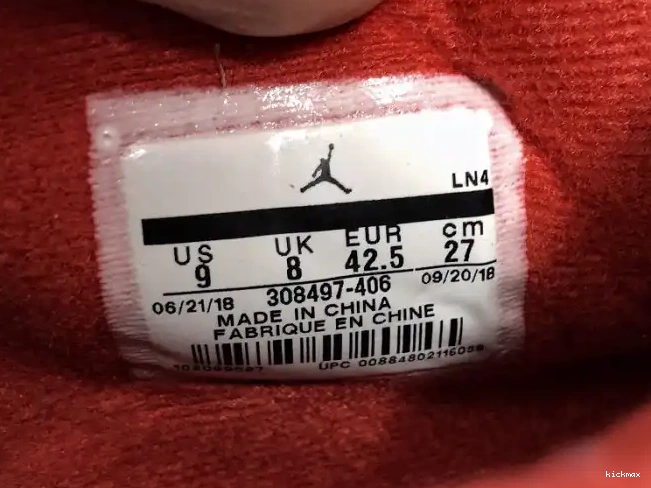 LN4
US UK EUR cm
9 8 42.5 27
06/21/18 308497-406 09/20/18
MADE IN CHINA
FABRIQUE EN CHINE
UPC
kickmax